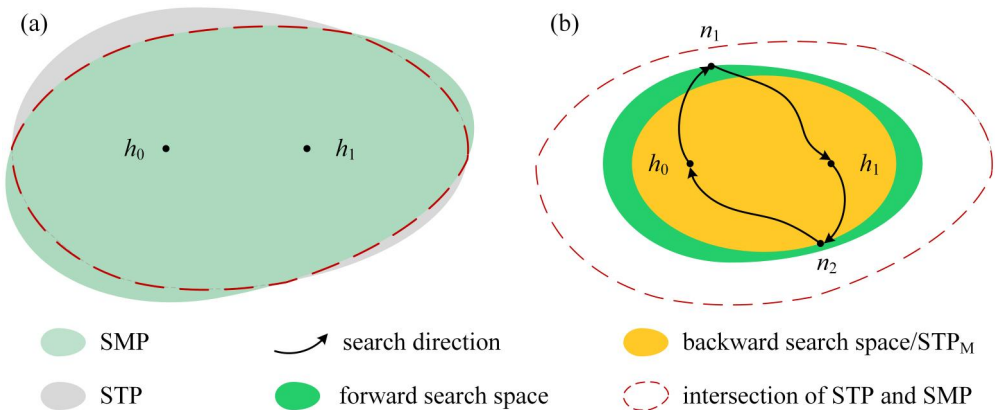 (a)
h0 h1
(b)
n1
h0 h1
n2
SMP
search direction
backward search space/STPM
STP
forward search space
intersection of STP and SMP